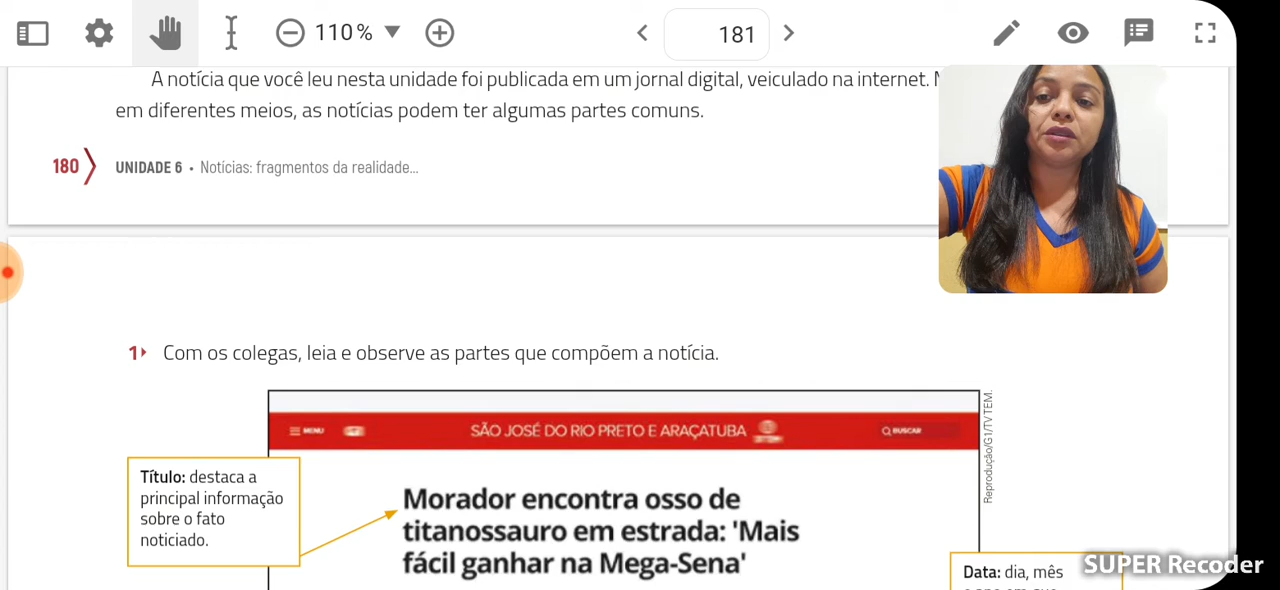 110%
181
A notícia que você leu nesta unidade foi publicada em um jornal digital, veiculado na internet.
em diferentes meios, as notícias podem ter algumas partes comuns.
180 UNIDADE 6 • Notícias: fragmentos da realidade...
1 Com os colegas, leia e observe as partes que compõem a notícia.
MENU
SÃO JOSÉ DO RIO PRETO E ARAÇATUBA
BUSCAR
Reprodução/G1/TV TEM.
Título: destaca a
principal informação
sobre o fato
noticiado.
Morador encontra osso de
titanossauro em estrada: 'Mais
fácil ganhar na Mega-Sena'
Data: dia, mês
SUPER Recoder